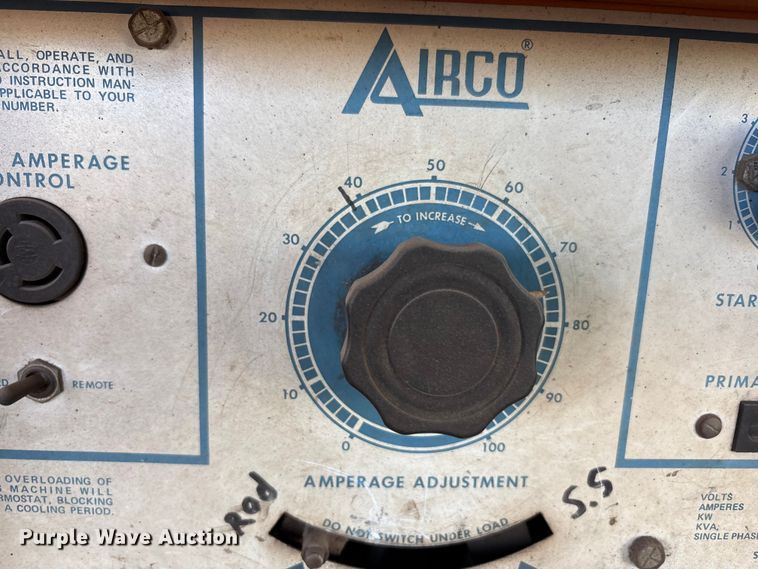 ALL, OPERATE, AND
ACCORDANCE WITH
INSTRUCTION MAN-
APPLICABLE TO YOUR
NUMBER.
AMPERAGE
CONTROL
REMOTE
OVERLOADING OF
MACHINE WILL
THERMOSTAT, BLOCKING
A COOLING PERIOD.
AIRCO®
0
10
20
30
40
50
60
70
80
90
100
TO INCREASE
AMPERAGE ADJUSTMENT
Rod
S.S
DO NOT SWITCH UNDER LOAD
3
2
1
STAR
PRIMA
VOLTS
AMPERES
KW
KVA,
SINGLE PHASE
Purple Wave Auction